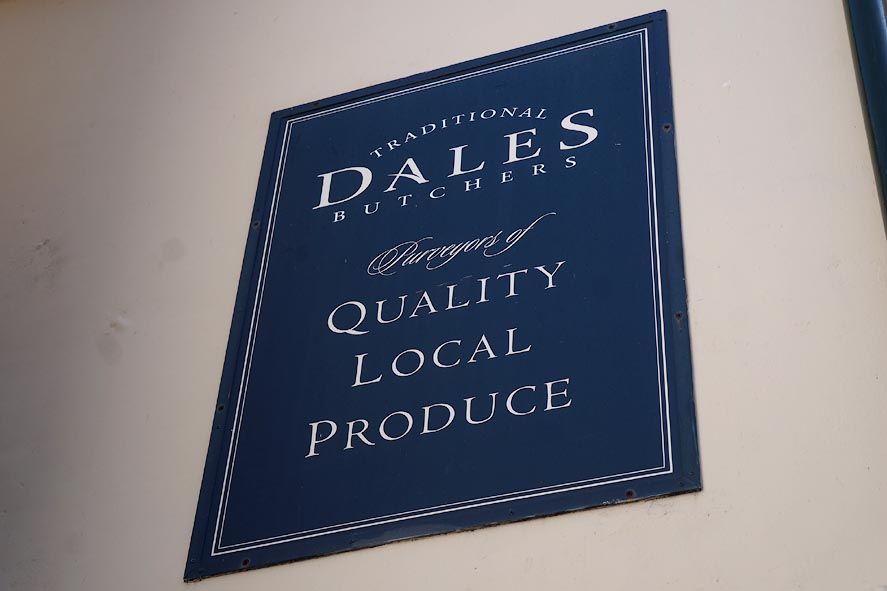 TRADITIONAL
DALES
BUTCHERS
Purveyors of
QUALITY
LOCAL
PRODUCE